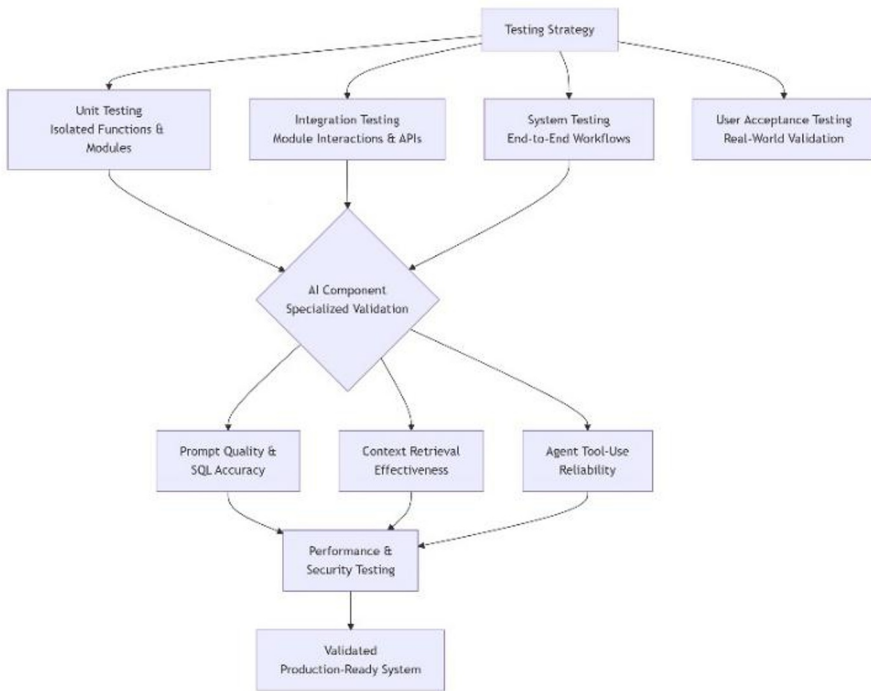 Testing Strategy
Unit Testing
Isolated Functions &
Modules
Integration Testing
Module Interactions & APIs
System Testing
End-to-End Workflows
User Acceptance Testing
Real-World Validation
AI Component
Specialized Validation
Prompt Quality &
SQL Accuracy
Context Retrieval
Effectiveness
Agent Tool-Use
Reliability
Performance &
Security Testing
Validated
Production-Ready System